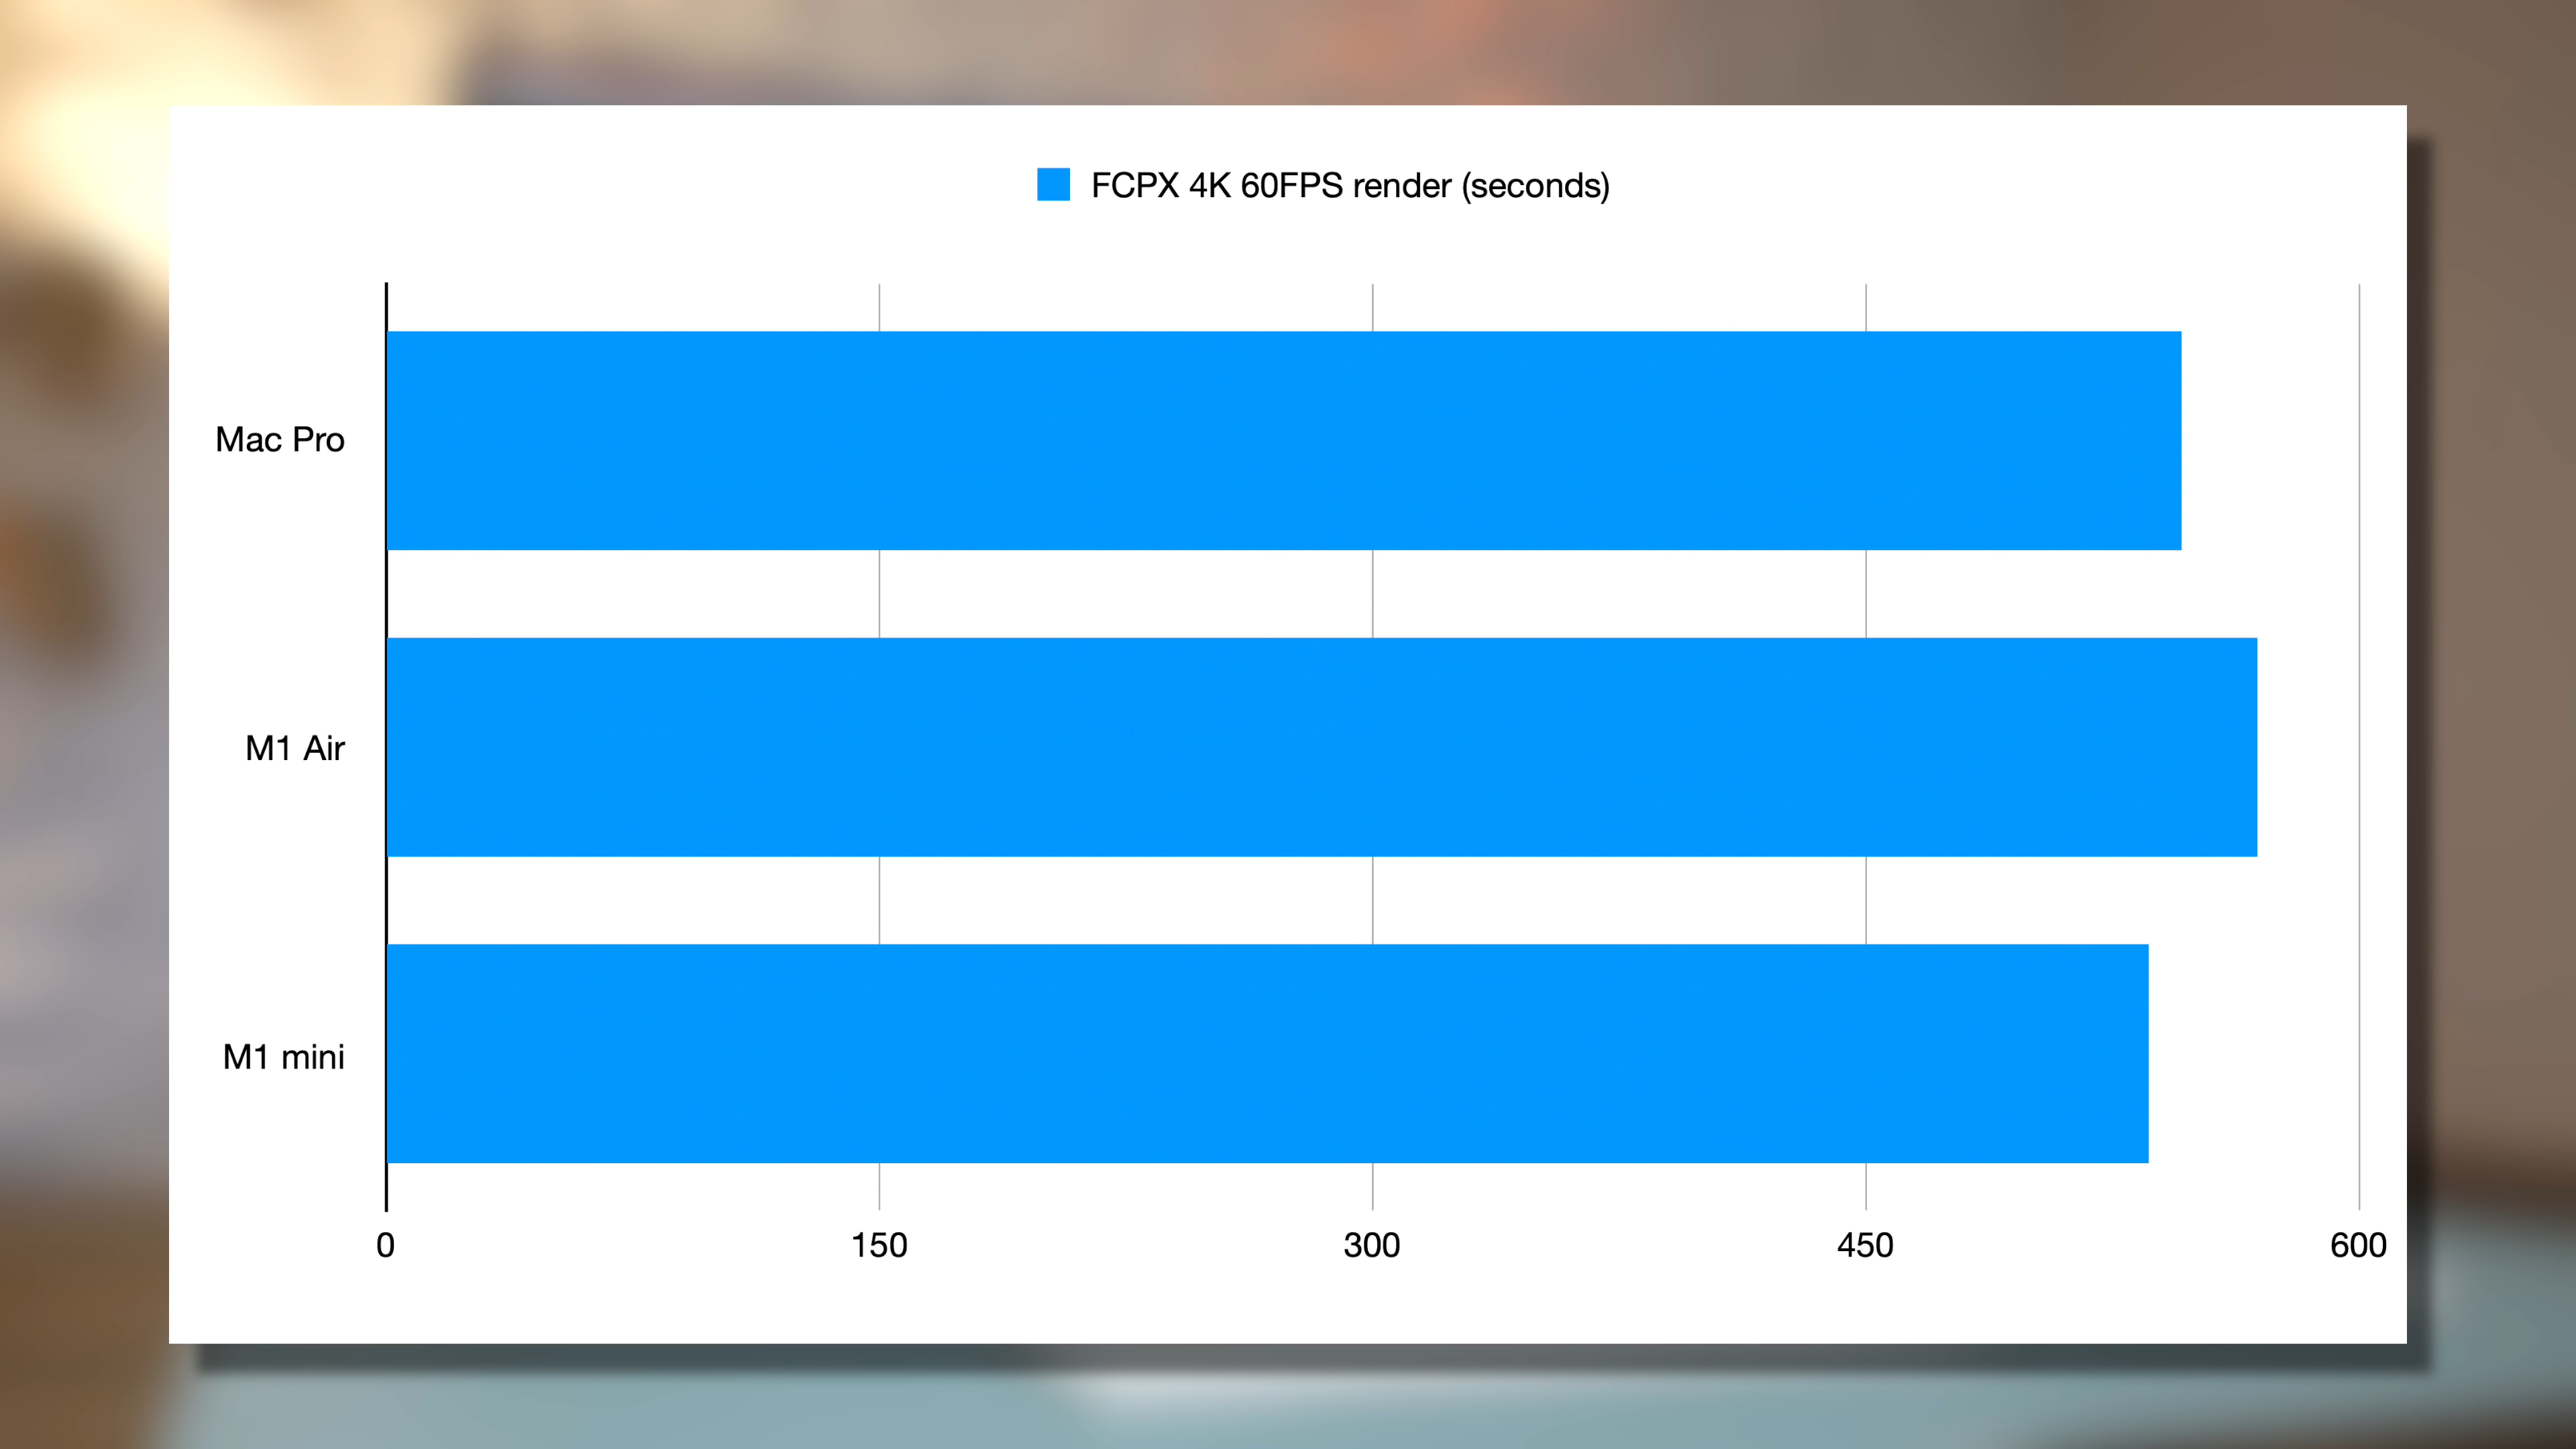 FCPX 4K 60FPS render (seconds)
Mac Pro
M1 Air
M1 mini
0 150 300 450 600